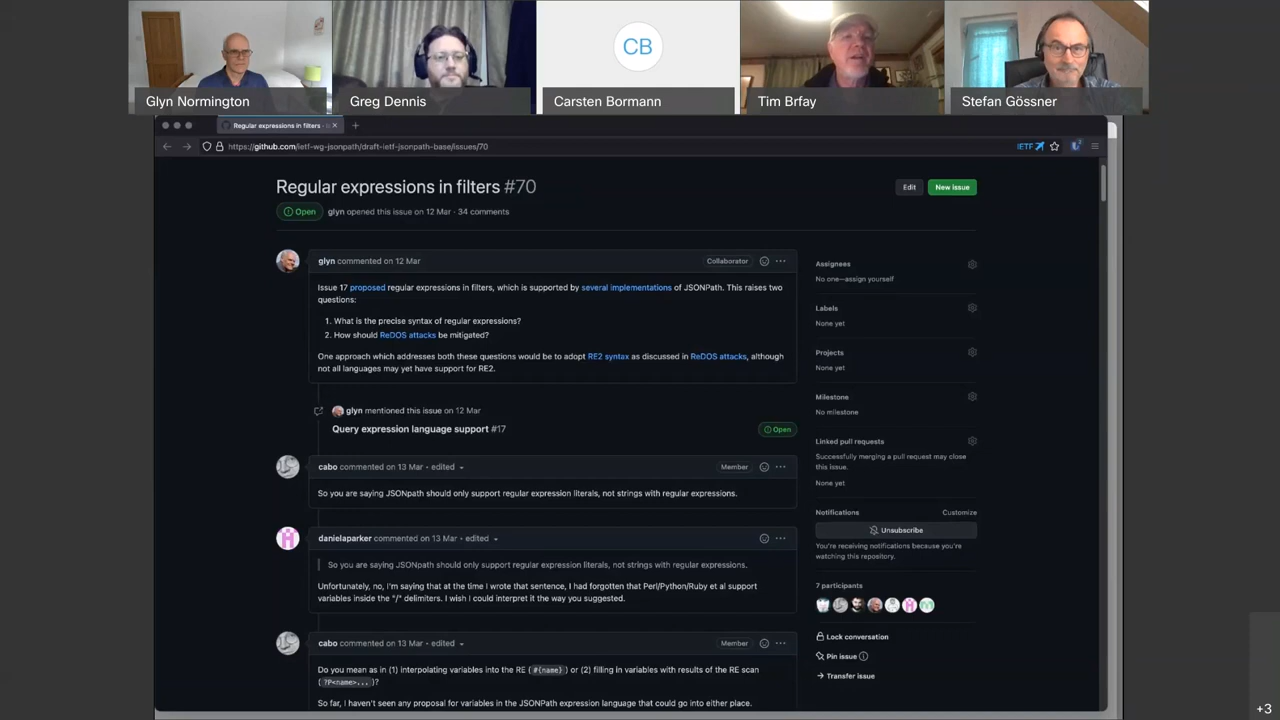 CB
Glyn Normington
Greg Dennis
Carsten Bormann
Tim Brfay
Stefan Gössner
Regular expressions in filters ·
https://github.com/ietf-wg-jsonpath/draft-ietf-jsonpath-base/issues/70
IETF
Regular expressions in filters #70
Edit
New issue
Open
glyn opened this issue on 12 Mar · 34 comments
glyn commented on 12 Mar
Collaborator
Issue 17 proposed regular expressions in filters, which is supported by several implementations of JSONPath. This raises two
questions:
1. What is the precise syntax of regular expressions?
2. How should ReDOS attacks be mitigated?
One approach which addresses both these questions would be to adopt RE2 syntax as discussed in ReDOS attacks, although
not all languages may yet have support for RE2.
glyn mentioned this issue on 12 Mar
Query expression language support #17
Open
cabo commented on 13 Mar · edited
Member
So you are saying JSONpath should only support regular expression literals, not strings with regular expressions.
danielaparker commented on 13 Mar · edited
So you are saying JSONpath should only support regular expression literals, not strings with regular expressions.
Unfortunately, no, I'm saying that at the time I wrote that sentence, I had forgotten that Perl/Python/Ruby et al support
variables inside the "/" delimiters. I wish I could interpret it the way you suggested.
cabo commented on 13 Mar · edited
Member
Do you mean as in (1) interpolating variables into the RE ( #{name} ) or (2) filling in variables with results of the RE scan
( ?P<name>... )?
So far, I haven't seen any proposal for variables in the JSONPath expression language that could go into either place.
Assignees
No one—assign yourself
Labels
None yet
Projects
None yet
Milestone
No milestone
Linked pull requests
Successfully merging a pull request may close
this issue.
None yet
Notifications
Customize
Unsubscribe
You're receiving notifications because you're
watching this repository.
7 participants
Lock conversation
Pin issue
Transfer issue
+3